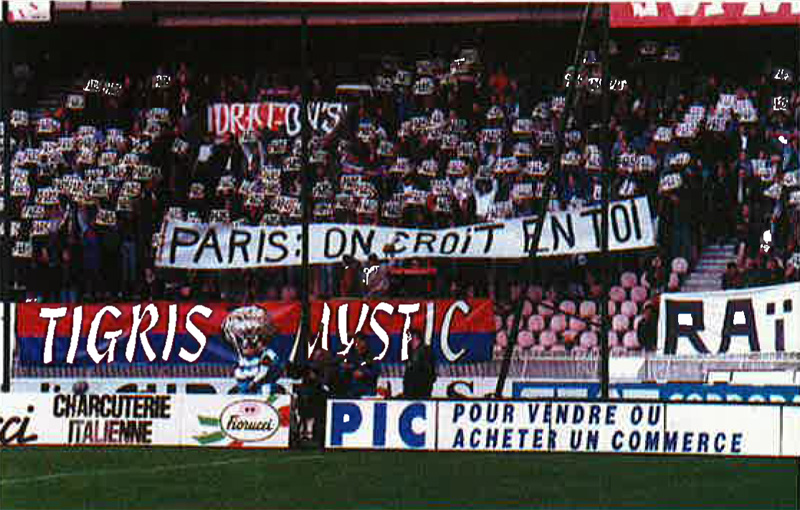 DRAGONS
PARIS: ON CROIT EN TOI
TIGRIS MYSTIC
RAÏ
CHARCUTERIE
ITALIENNE
Fiorucci
PIC
POUR VENDRE OU
ACHETER UN COMMERCE